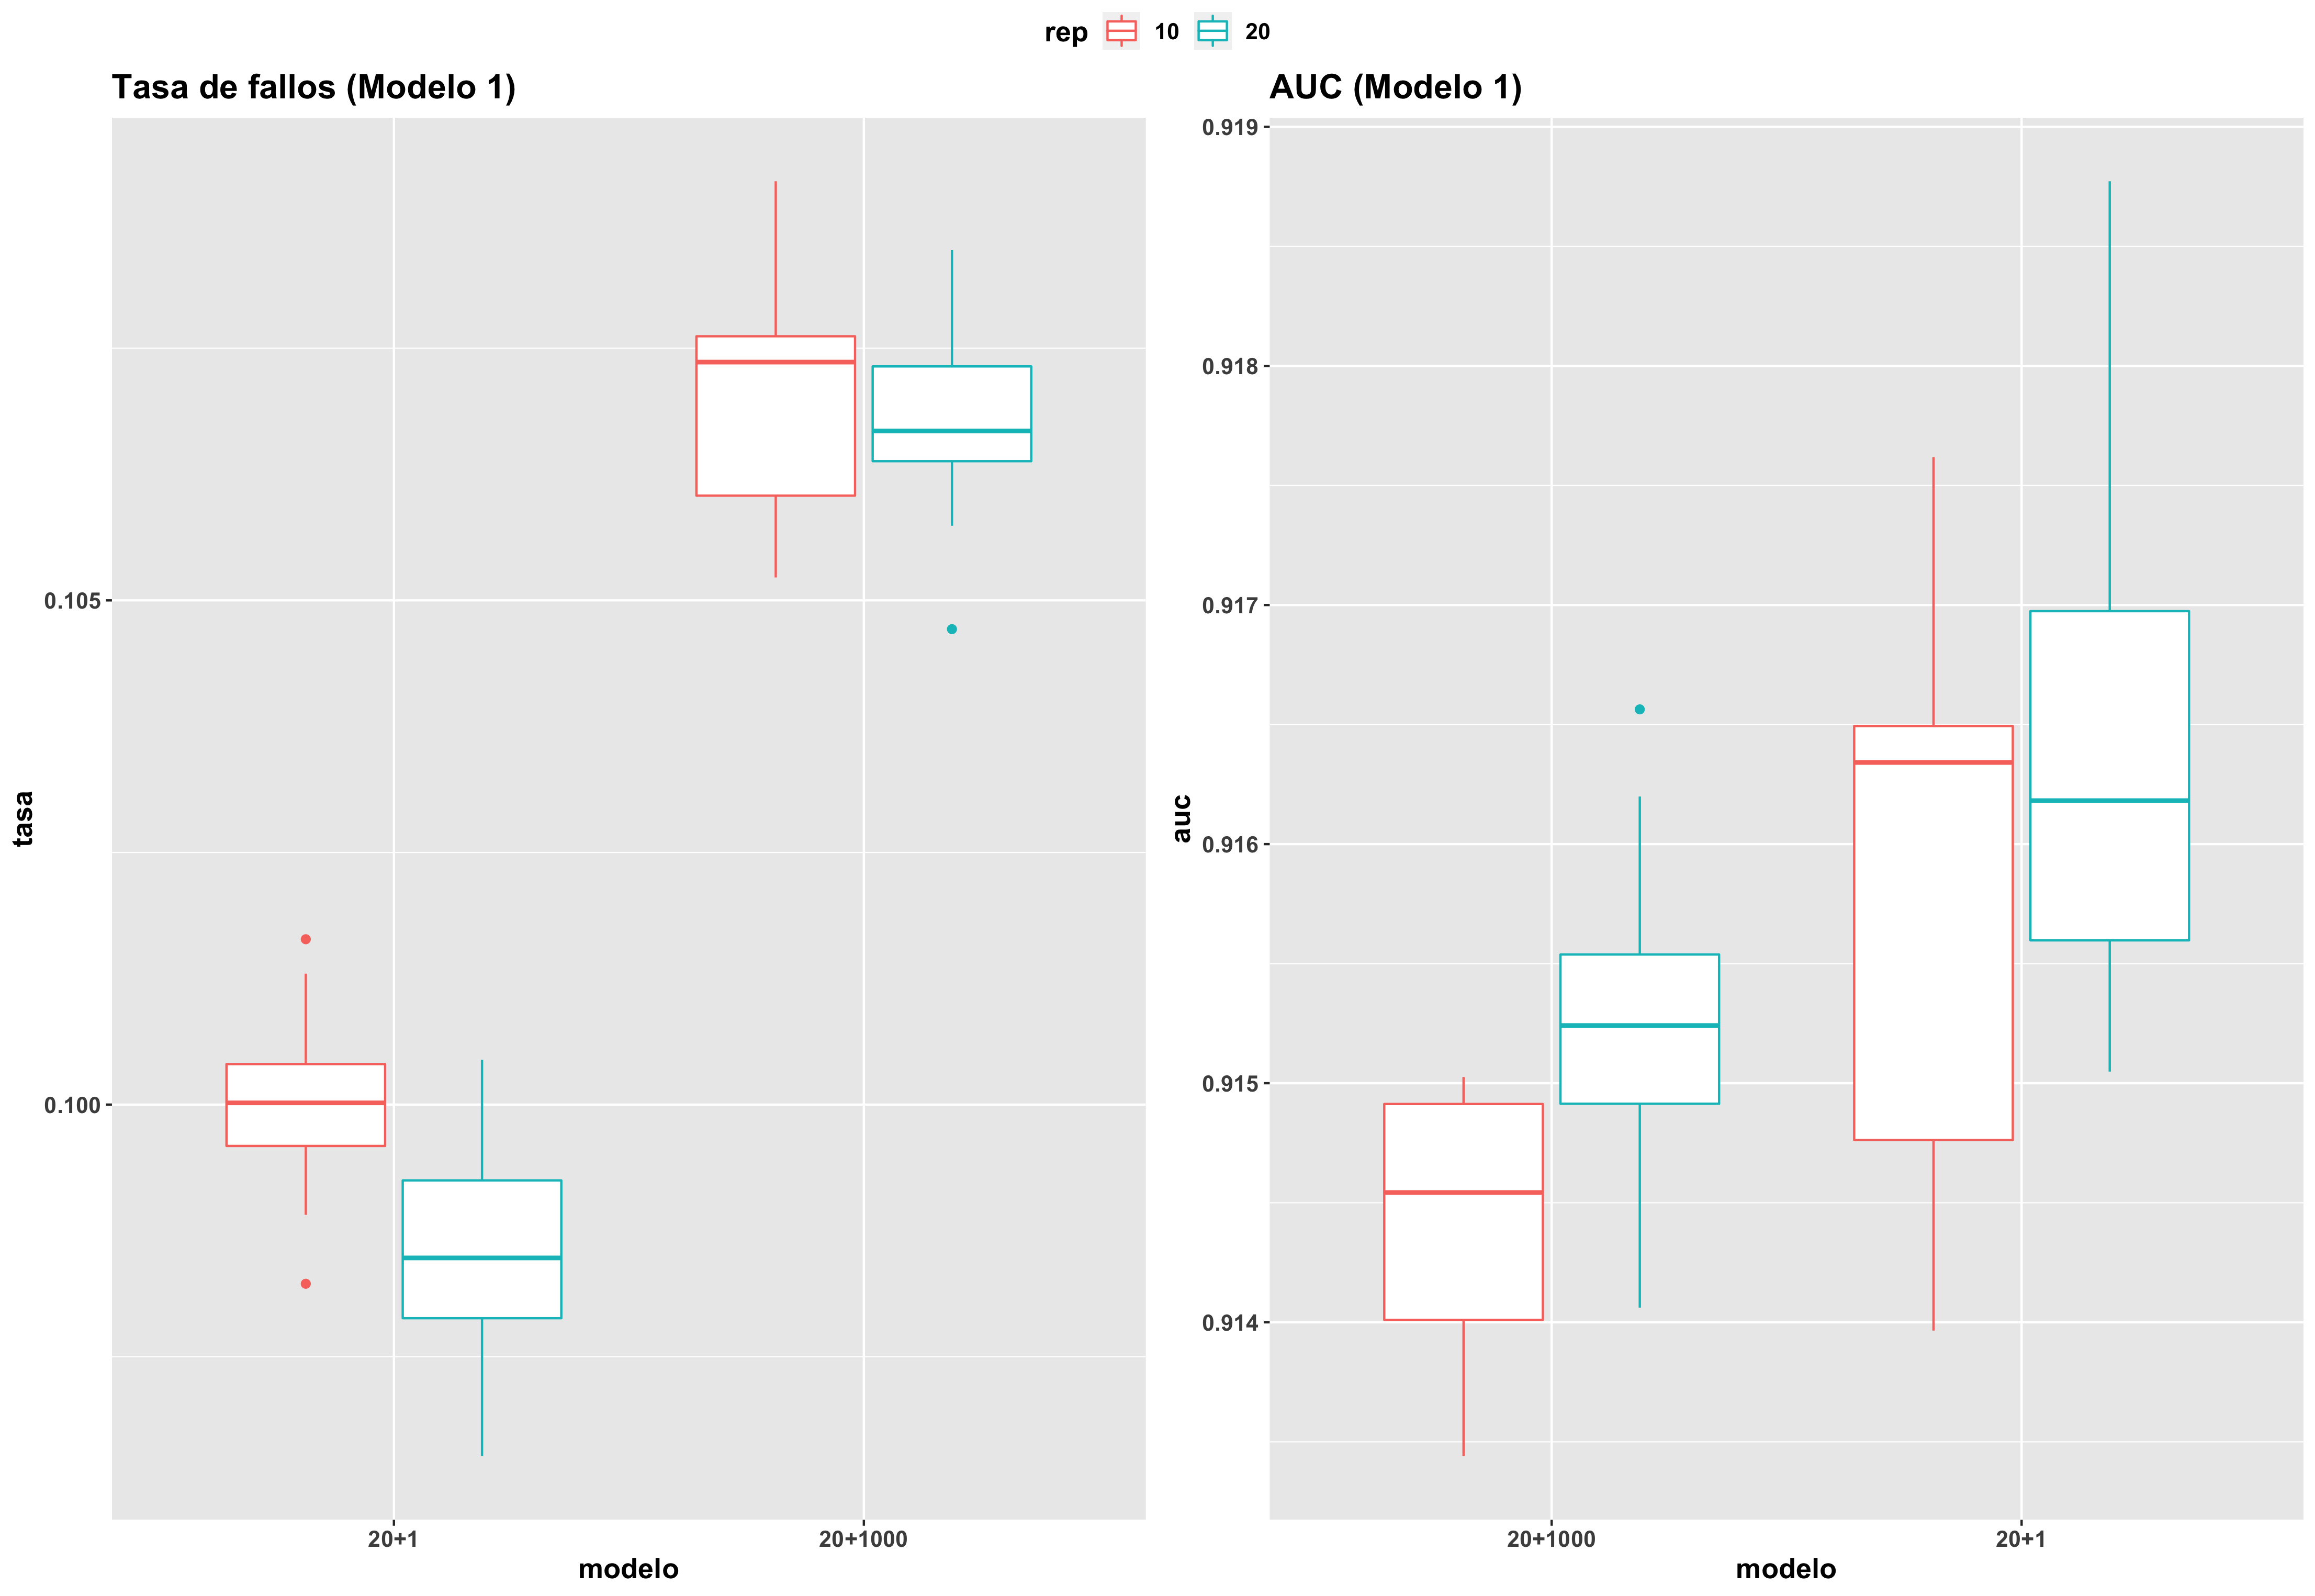 rep 10 20
Tasa de fallos (Modelo 1)
tasa
0.105
0.100
20+1 20+1000
modelo
AUC (Modelo 1)
auc
0.919
0.918
0.917
0.916
0.915
0.914
20+1000 20+1
modelo